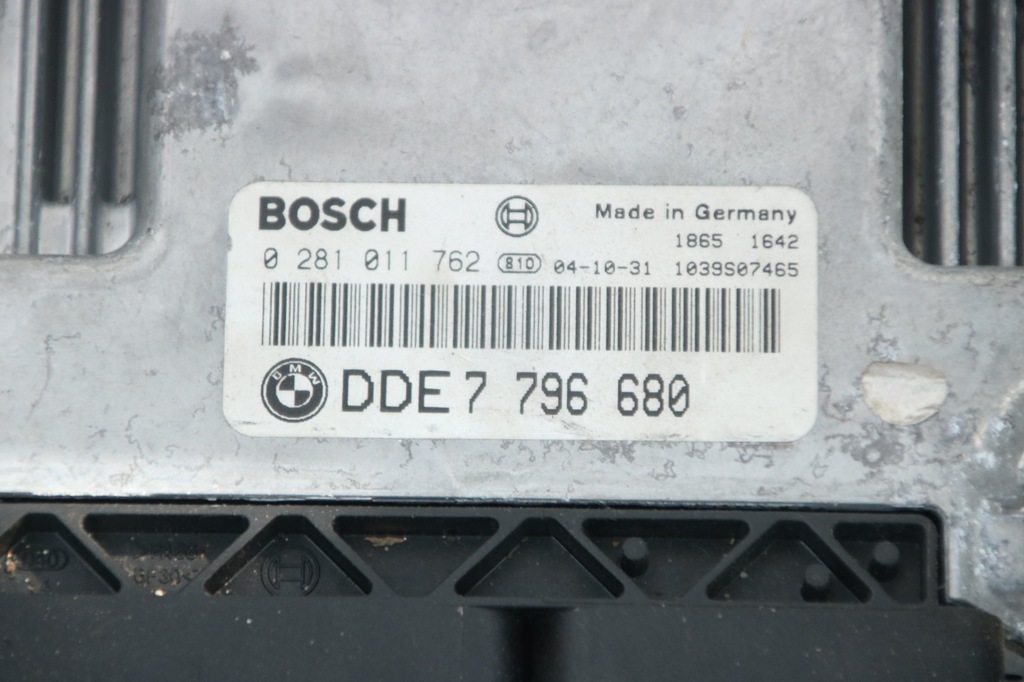 BOSCH
Made in Germany
1865 1642
0 281 011 762 810 04-10-31 1039S07465
BMW
DDE 7 796 680